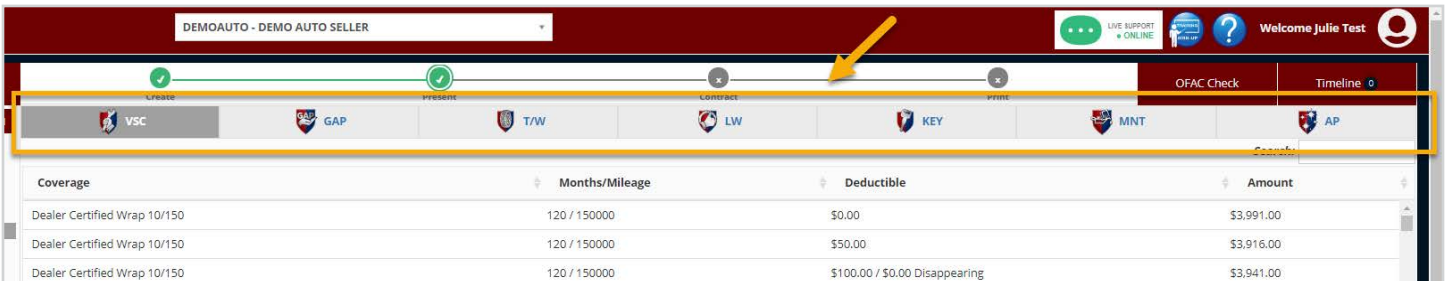 DEMOAUTO - DEMO AUTO SELLER
LIVE SUPPORT
ONLINE
Welcome Julie Test
Create
Present
Contract
Print
OFAC Check
Timeline 0
VSC
GAP GAP
T/W
LW
KEY
MNT
AP
Search:
Coverage Months/Mileage Deductible Amount
Dealer Certified Wrap 10/150 120 / 150000 $0.00 $3,991.00
Dealer Certified Wrap 10/150 120 / 150000 $50.00 $3,916.00
Dealer Certified Wrap 10/150 120 / 150000 $100.00 / $0.00 Disappearing $3,941.00